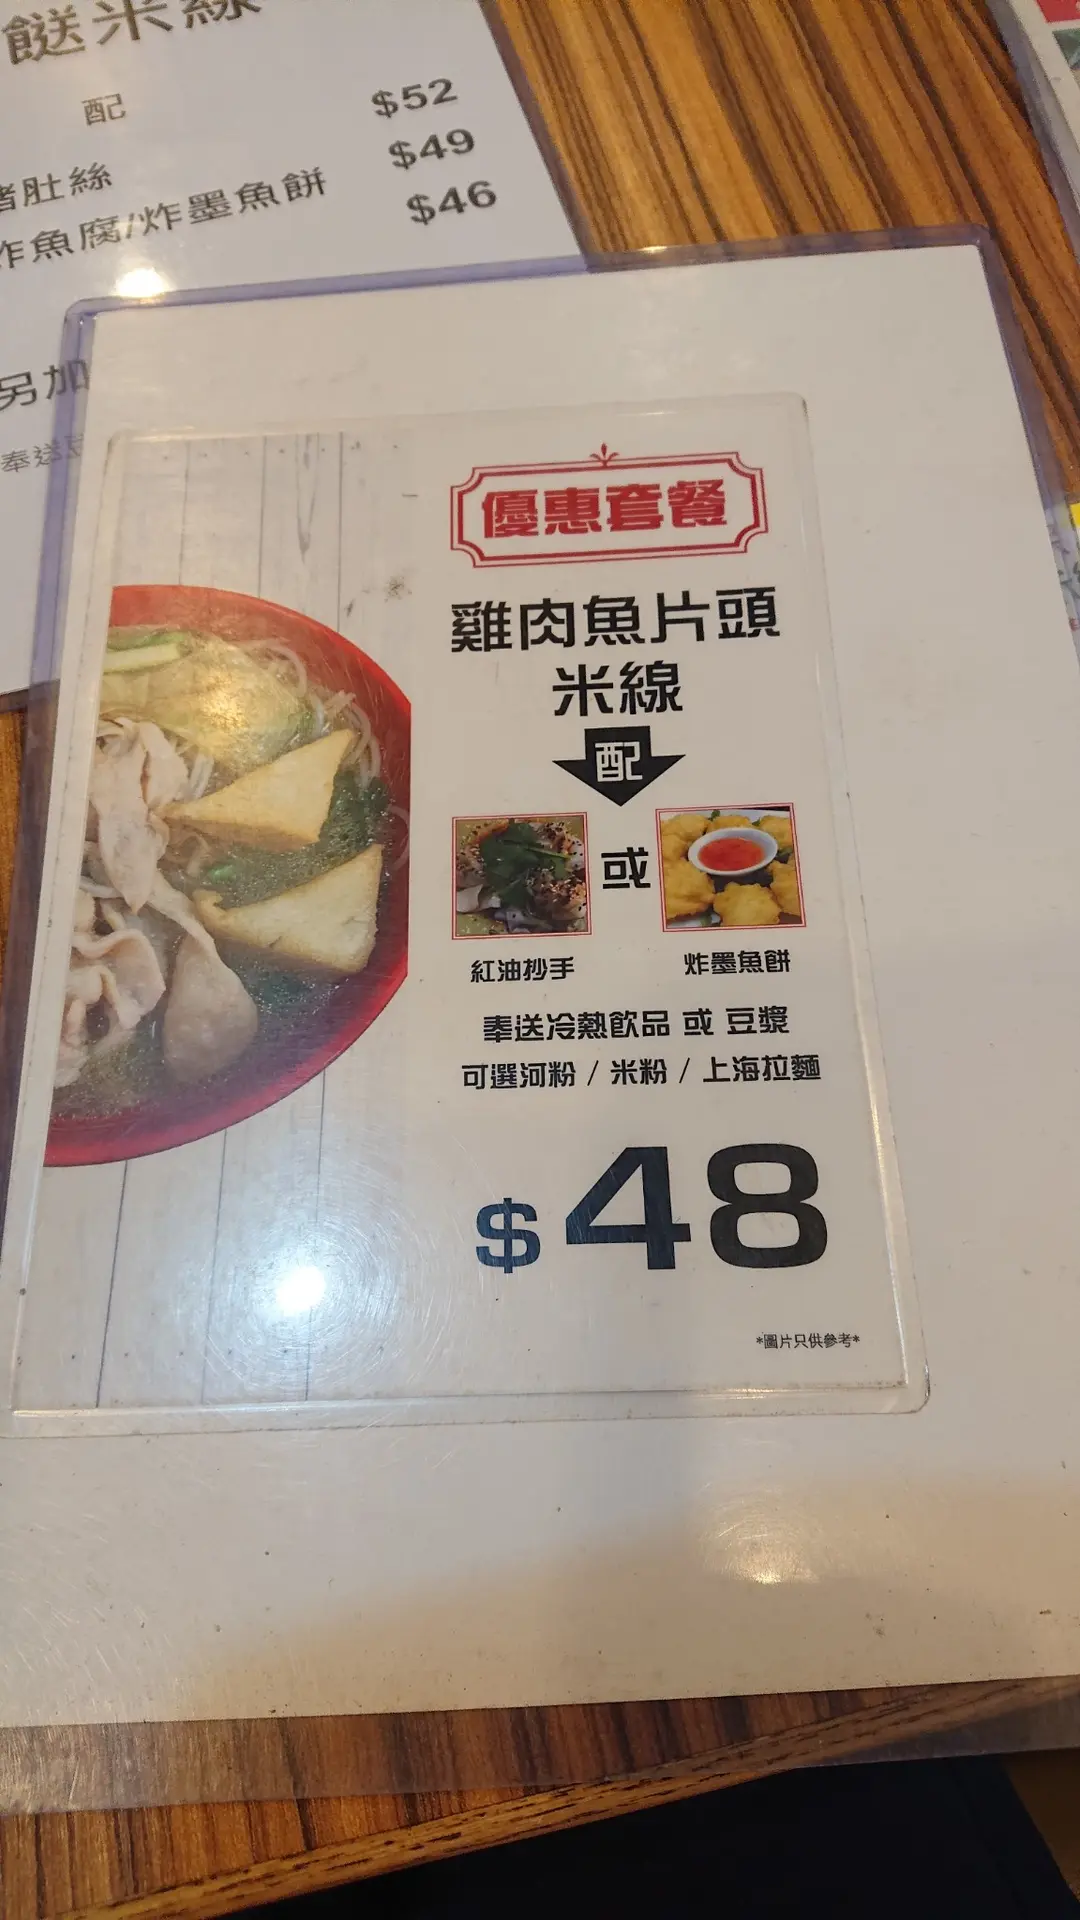 餸米線
配
$52
豬肚絲
$49
炸魚腐/炸墨魚餅
$46
另加
奉送豆
優惠套餐
雞肉魚片頭
米線
配
或
紅油抄手
炸墨魚餅
奉送冷熱飲品 或 豆漿
可選河粉 / 米粉 / 上海拉麵
$48
*圖片只供參考*